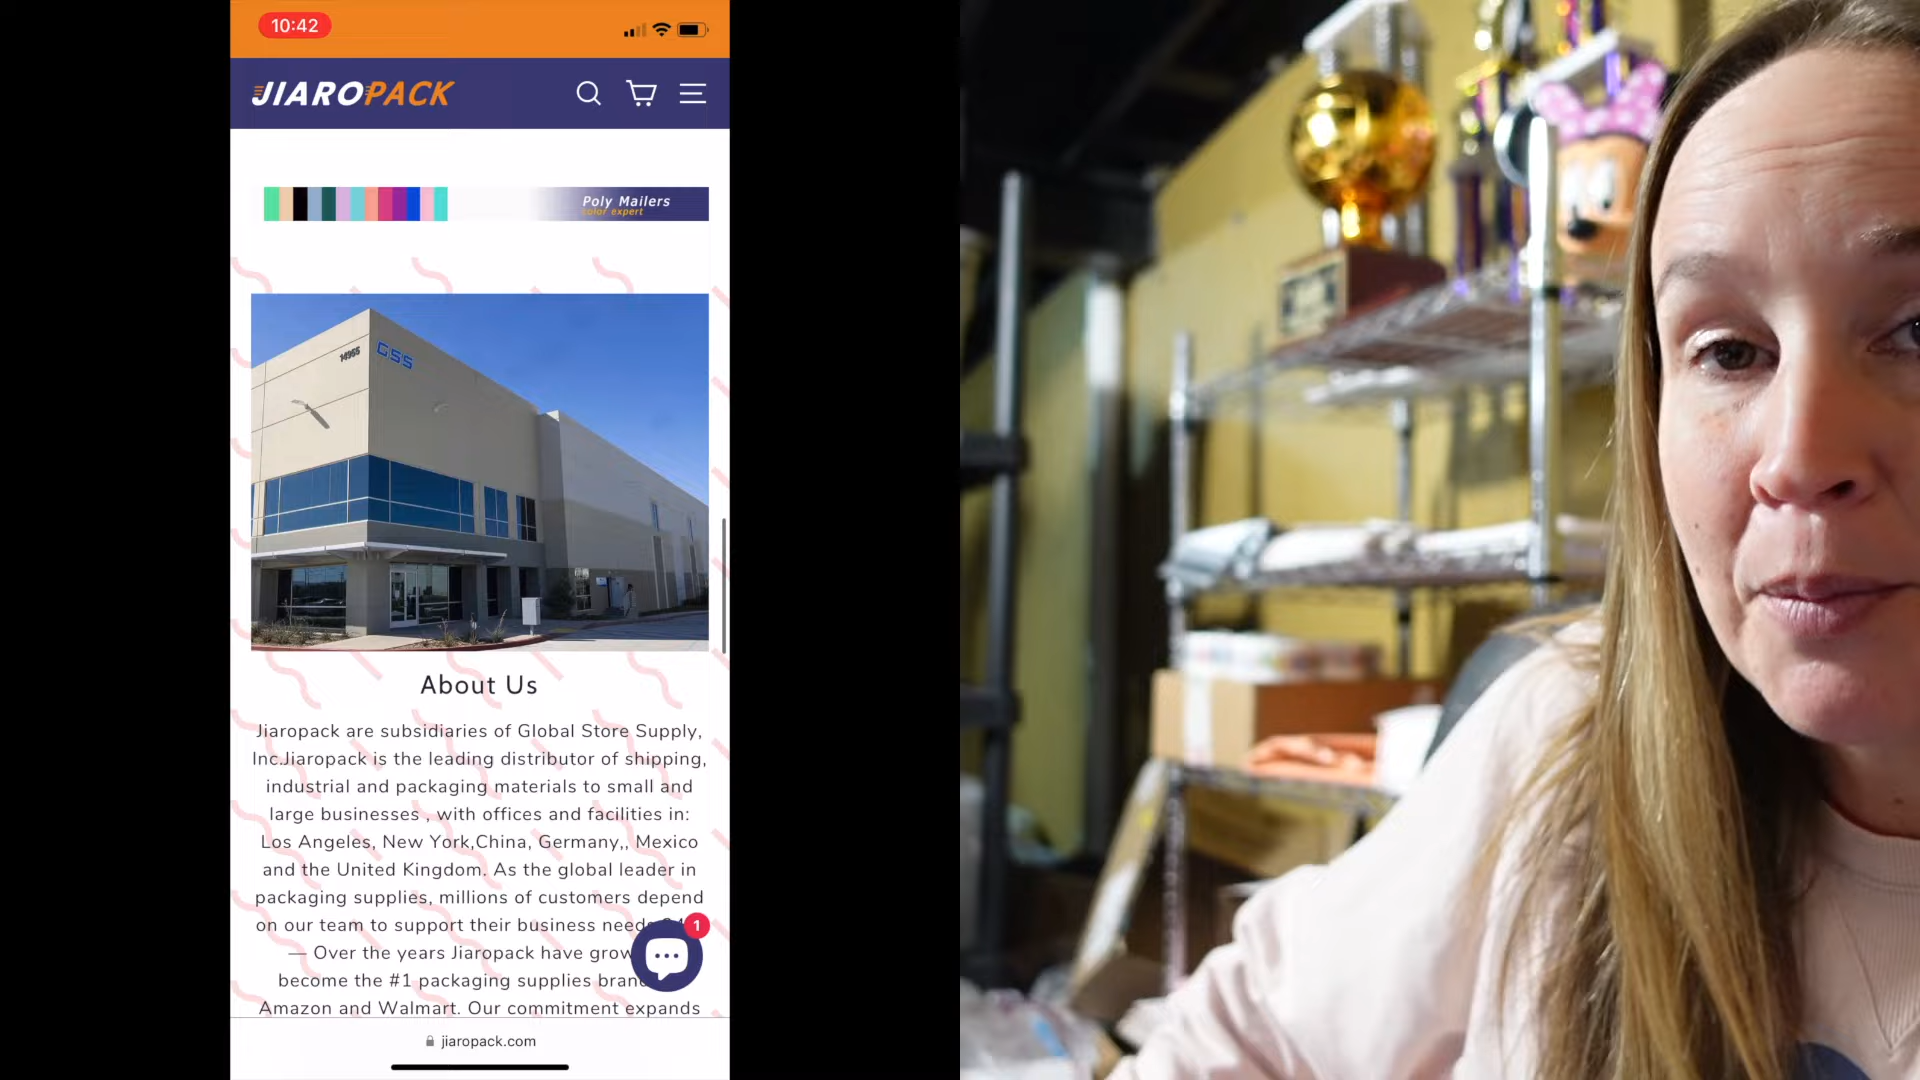 10:42
JIAROPACK
Poly Mailers
color expert
14955
GSS
About Us
Jiaropack are subsidiaries of Global Store Supply,
Inc.Jiaropack is the leading distributor of shipping,
industrial and packaging materials to small and
large businesses , with offices and facilities in:
Los Angeles, New York,China, Germany,, Mexico
and the United Kingdom. As the global leader in
packaging supplies, millions of customers depend
on our team to support their business
— Over the years Jiaropack have
become the #1 packaging supplies
Amazon and Walmart. Our commitment expands
1
jiaropack.com